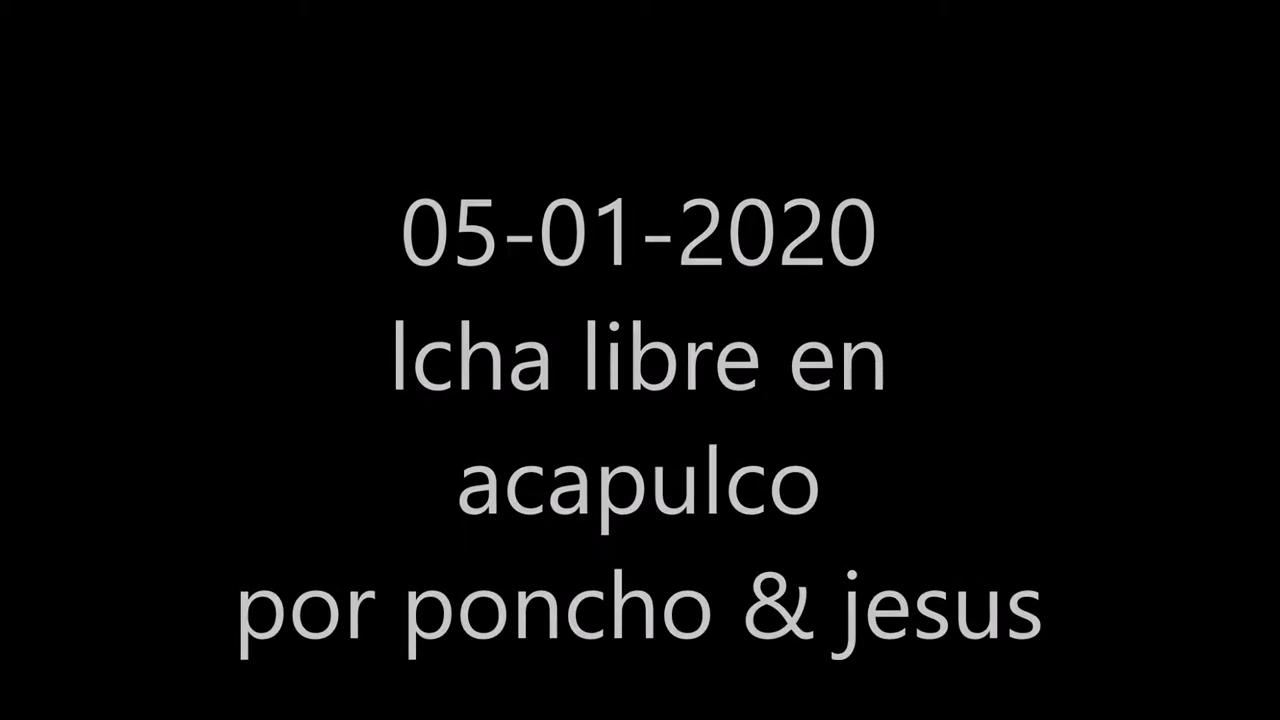 05-01-2020
lcha libre en
acapulco
por poncho & jesus